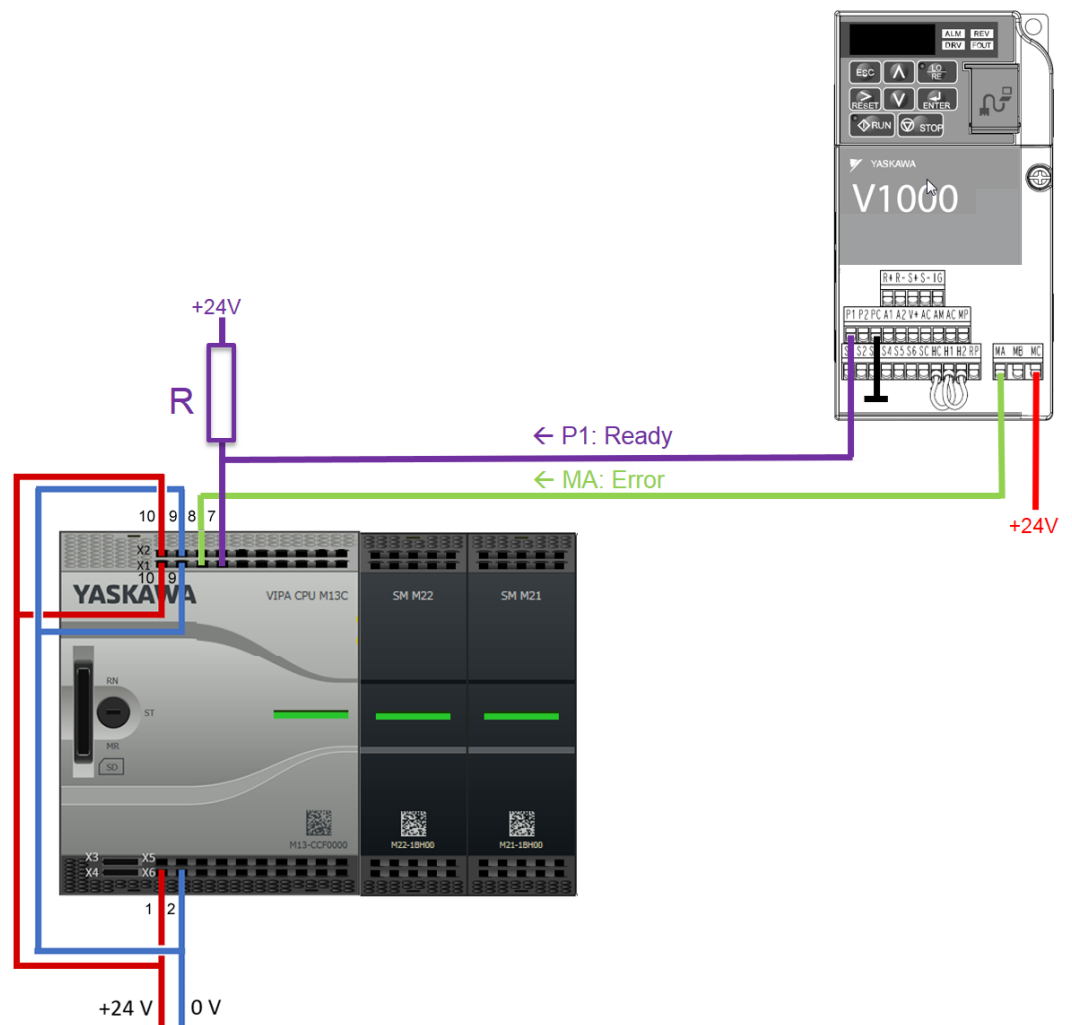 ALM REV
DRV FOUT
ESC
LO
RE
RESET
ENTER
RUN
STOP
YASKAWA
V1000
R+ R- S+ S- IG
P1 P2 PC A1 A2 V+ AC AM AC MP
S1 S2 S3 S4 S5 S6 SC HC H1 H2 RP
MA MB MC
+24V
R
← P1: Ready
← MA: Error
+24V
10 9 8 7
X2
X1
10 9
YASKAWA
VIPA CPU M13C
SM M22
SM M21
RN
ST
MR
SD
M13-CCF0000
M22-1BH00
M21-1BH00
X3 X5
X4 X6
1 2
+24 V 0 V